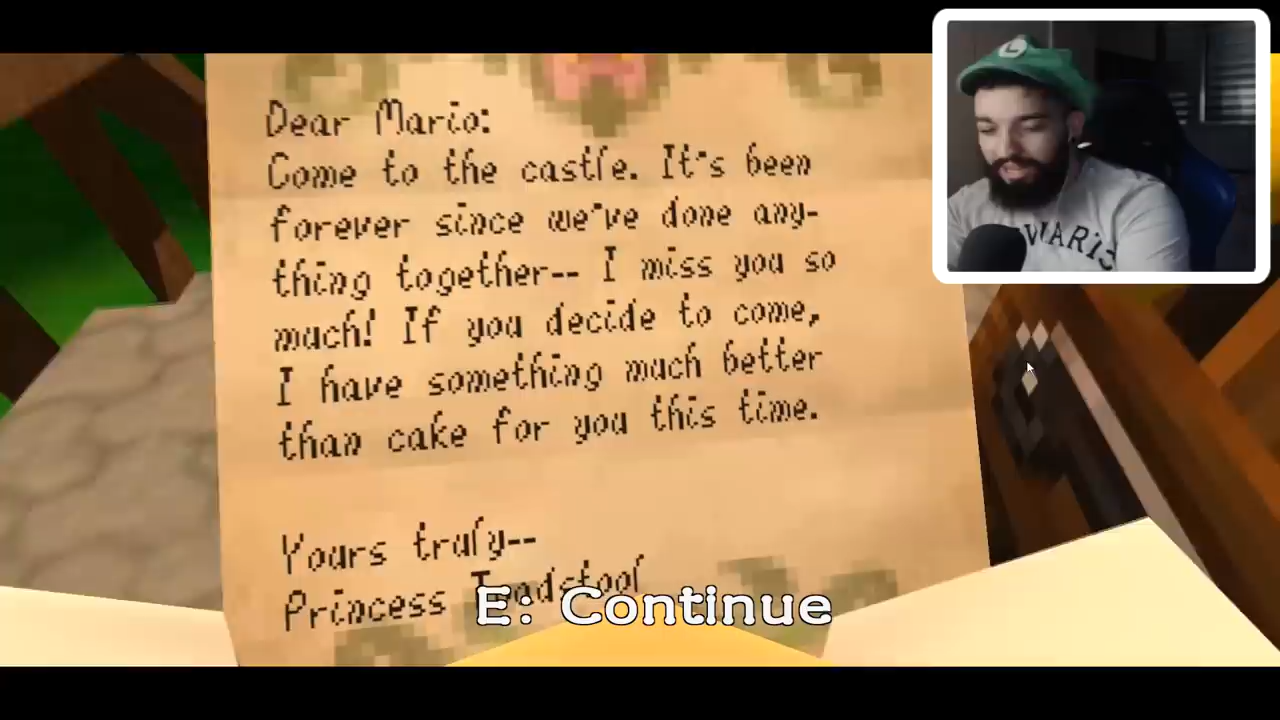 Dear Mario:
Come to the castle. It's been
forever since we've done any-
thing together-- I miss you so
much! If you decide to come,
I have something much better
than cake for you this time.
Yours truly--
Princess Toadstool
E: Continue
L